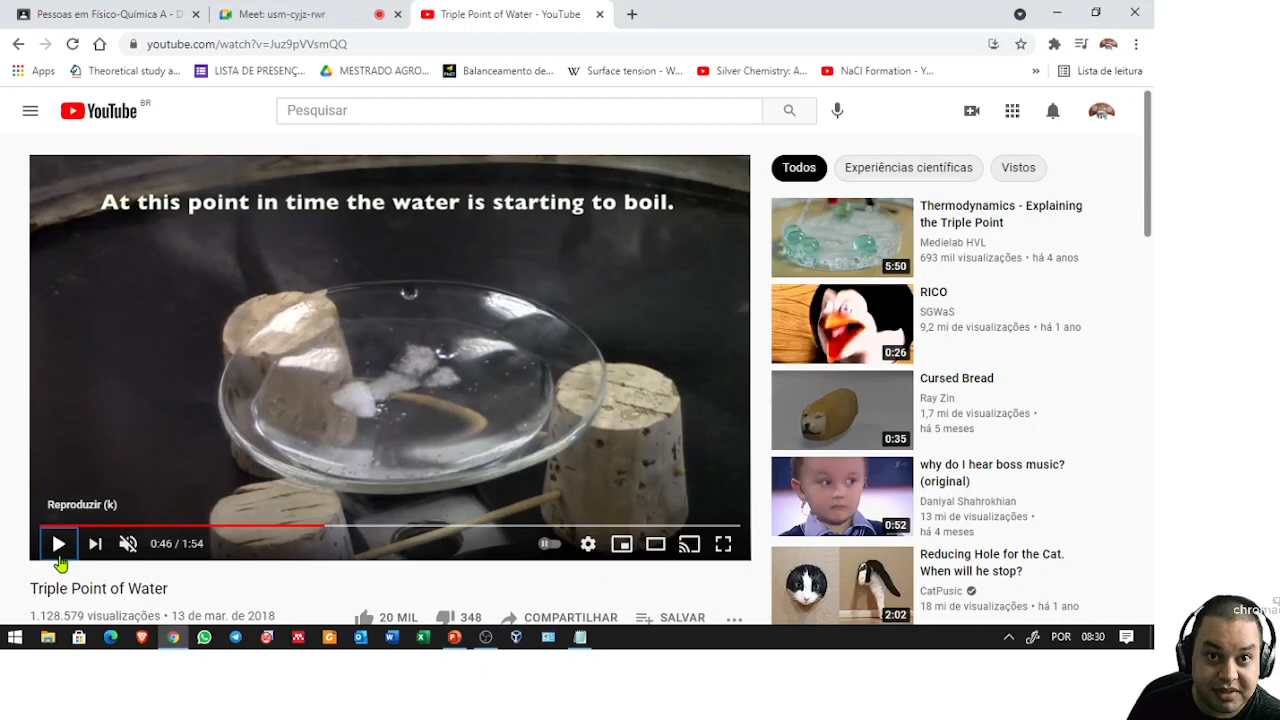 Pessoas em Físico-Química A - D
Meet: usm-cyjz-rwr
Triple Point of Water - YouTube
youtube.com/watch?v=Juz9pVVsmQQ
Apps
Theoretical study a...
LISTA DE PRESENÇ...
MESTRADO AGRO...
Balanceamento de...
Surface tension - W...
Silver Chemistry: A...
NaCl Formation - Y...
»
Lista de leitura
YouTube BR
Pesquisar
At this point in time the water is starting to boil.
Reproduzir (k)
0:46 / 1:54
Triple Point of Water
1.128.579 visualizações • 13 de mar. de 2018
20 MIL
348
COMPARTILHAR
SALVAR
Todos
Experiências científicas
Vistos
Thermodynamics - Explaining
the Triple Point
Medielab HVL
693 mil visualizações • há 4 anos
5:50
RICO
SGWaS
9,2 mi de visualizações • há 1 ano
0:26
Cursed Bread
Ray Zin
1,7 mi de visualizações •
há 5 meses
0:35
why do I hear boss music?
(original)
Daniyal Shahrokhian
13 mi de visualizações •
há 4 meses
0:52
Reducing Hole for the Cat.
When will he stop?
CatPusic
18 mi de visualizações • há 1 ano
2:02
POR
08:30
chroma